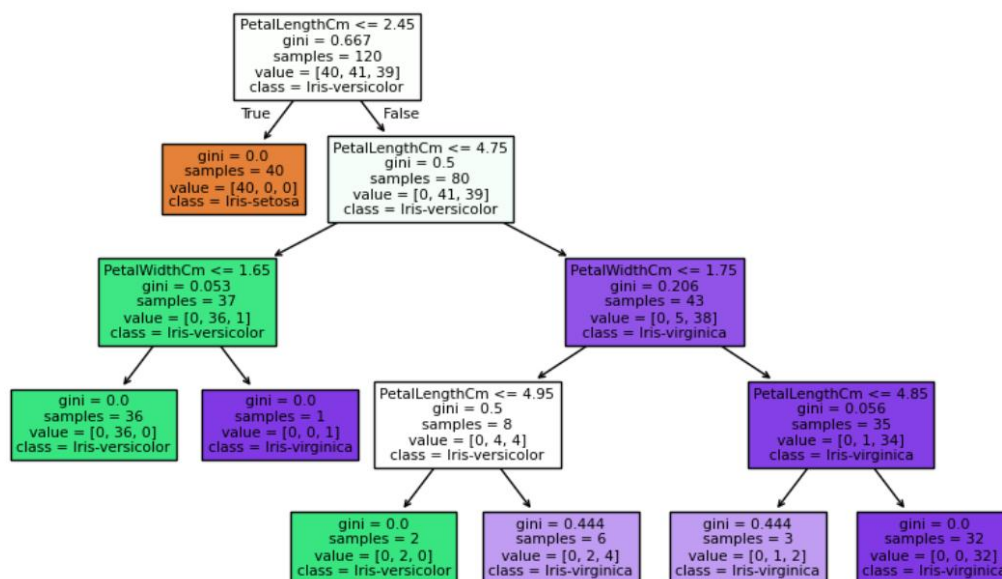 PetalLengthCm <= 2.45
gini = 0.667
samples = 120
value = [40, 41, 39]
class = Iris-versicolor
True
False
gini = 0.0
samples = 40
value = [40, 0, 0]
class = Iris-setosa
PetalLengthCm <= 4.75
gini = 0.5
samples = 80
value = [0, 41, 39]
class = Iris-versicolor
PetalWidthCm <= 1.65
gini = 0.053
samples = 37
value = [0, 36, 1]
class = Iris-versicolor
PetalWidthCm <= 1.75
gini = 0.206
samples = 43
value = [0, 5, 38]
class = Iris-virginica
gini = 0.0
samples = 36
value = [0, 36, 0]
class = Iris-versicolor
gini = 0.0
samples = 1
value = [0, 0, 1]
class = Iris-virginica
PetalLengthCm <= 4.95
gini = 0.5
samples = 8
value = [0, 4, 4]
class = Iris-versicolor
PetalLengthCm <= 4.85
gini = 0.056
samples = 35
value = [0, 1, 34]
class = Iris-virginica
gini = 0.0
samples = 2
value = [0, 2, 0]
class = Iris-versicolor
gini = 0.444
samples = 6
value = [0, 2, 4]
class = Iris-virginica
gini = 0.444
samples = 3
value = [0, 1, 2]
class = Iris-virginica
gini = 0.0
samples = 32
value = [0, 0, 32]
class = Iris-virginica